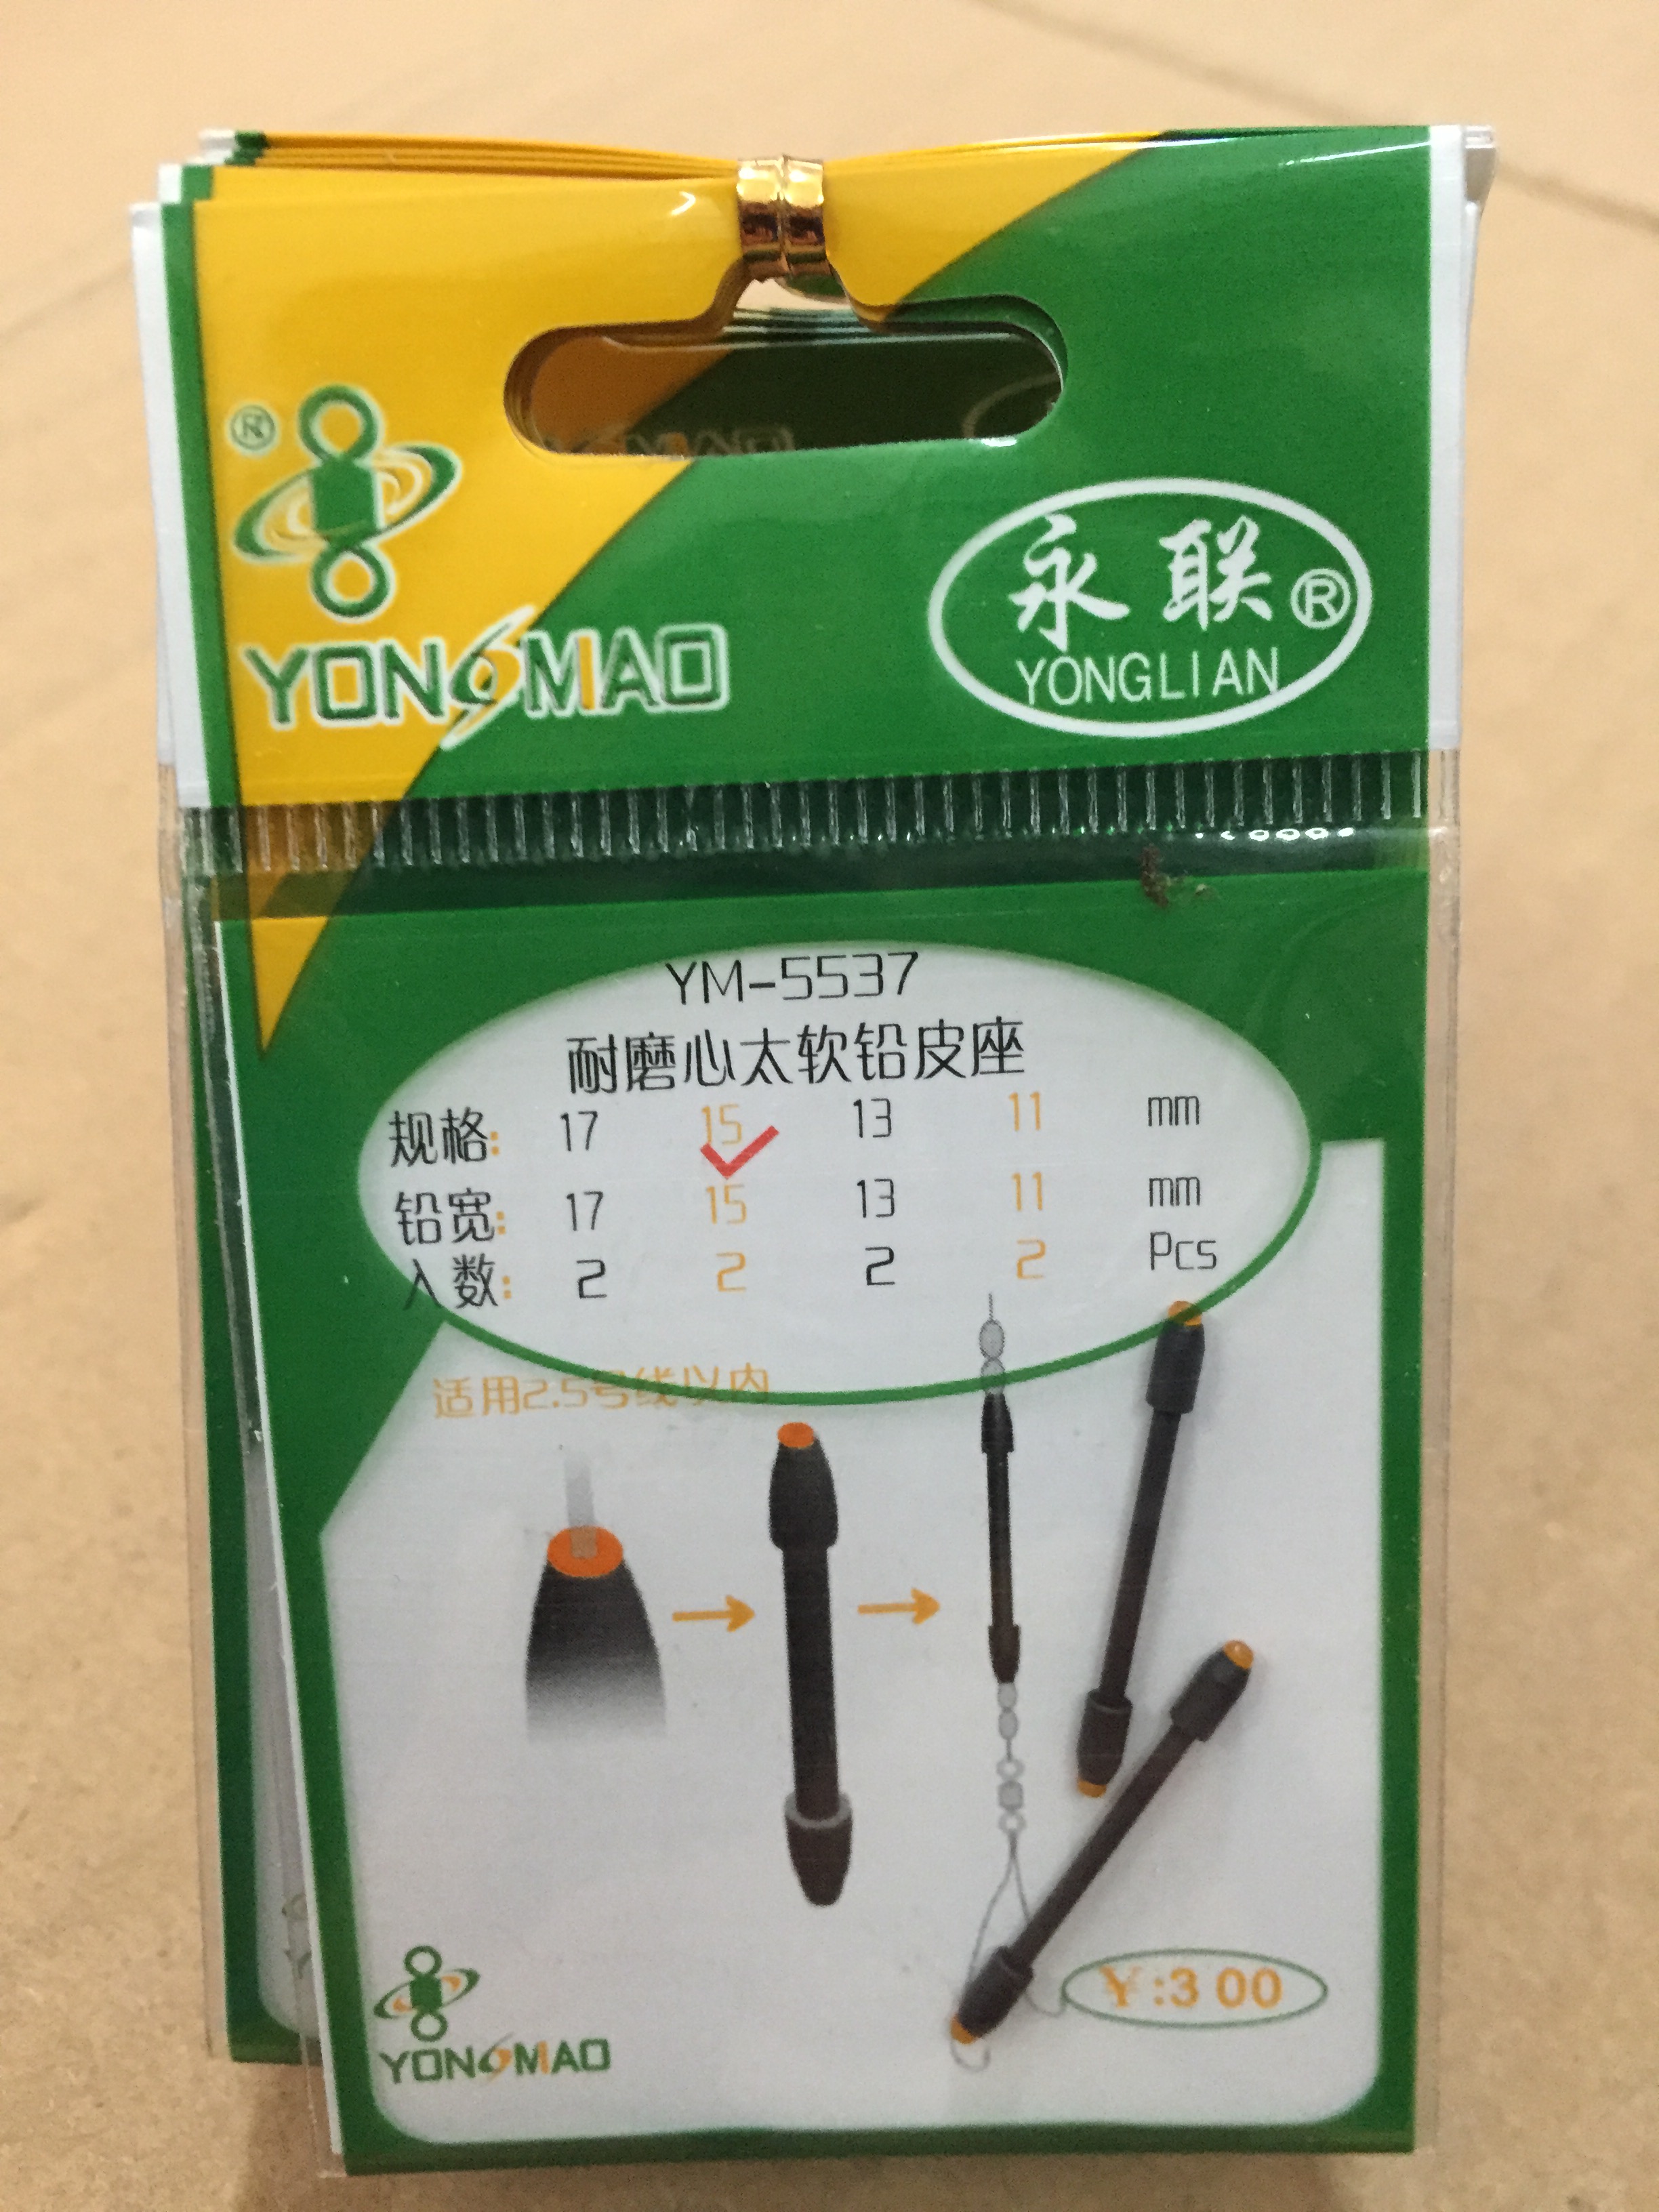 ®
YONGMAO
永联®
YONGLIAN
YM-5537
耐磨心太软铅皮座
规格: 17 15 13 11 mm
铅宽: 17 15 13 11 mm
入数: 2 2 2 2 Pcs
适用2.5号线以内
¥:3 00
YONGMAO